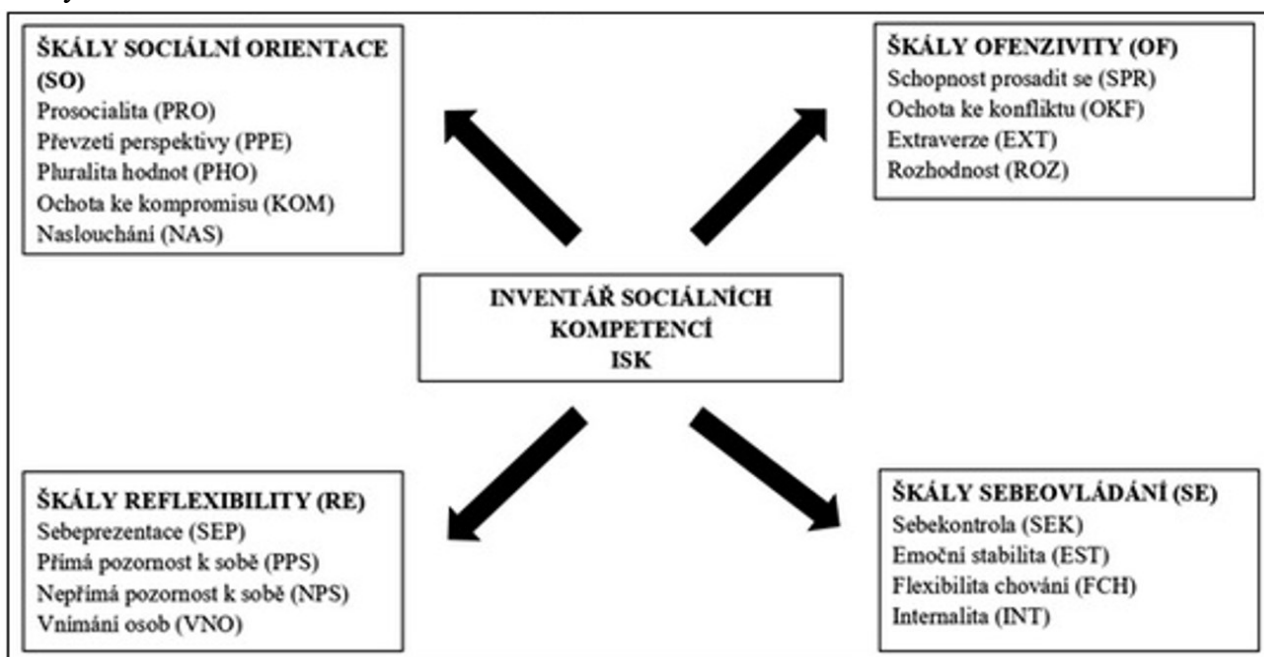 ŠKÁLY SOCIÁLNÍ ORIENTACE
(SO)
Prosocialita (PRO)
Převzetí perspektivy (PPE)
Pluralita hodnot (PHO)
Ochota ke kompromisu (KOM)
Naslouchání (NAS)
ŠKÁLY OFENZIVITY (OF)
Schopnost prosadit se (SPR)
Ochota ke konfliktu (OKF)
Extraverze (EXT)
Rozhodnost (ROZ)
INVENTÁŘ SOCIÁLNÍCH
KOMPETENCÍ
ISK
ŠKÁLY REFLEXIBILITY (RE)
Sebeprezentace (SEP)
Přímá pozornost k sobě (PPS)
Nepřímá pozornost k sobě (NPS)
Vnímání osob (VNO)
ŠKÁLY SEBEOVLÁDÁNÍ (SE)
Sebekontrola (SEK)
Emoční stabilita (EST)
Flexibilita chování (FCH)
Internalita (INT)